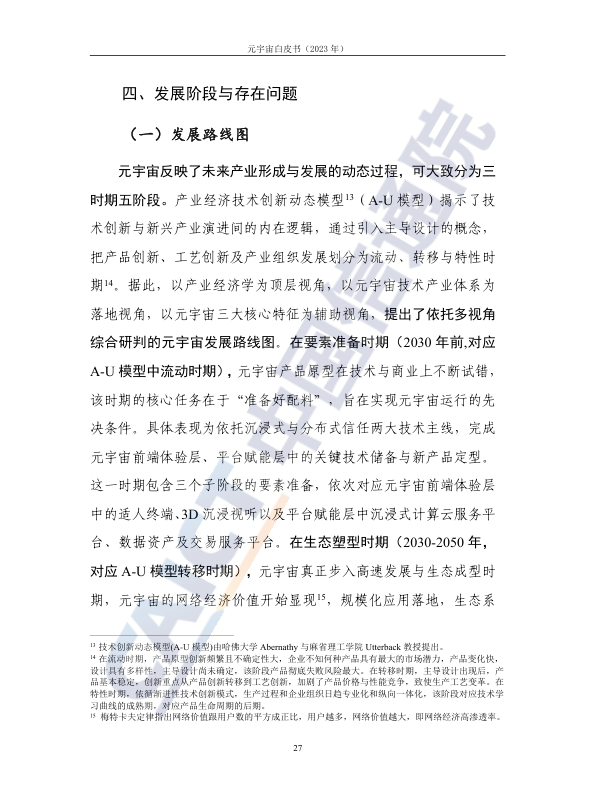 元宇宙白皮书（2023 年）
四、发展阶段与存在问题
（一）发展路线图
元宇宙反映了未来产业形成与发展的动态过程，可大致分为三
时期五阶段。产业经济技术创新动态模型13（A-U 模型）揭示了技
术创新与新兴产业演进间的内在逻辑，通过引入主导设计的概念，
把产品创新、工艺创新及产业组织发展划分为流动、转移与特性时
期14。据此，以产业经济学为顶层视角，以元宇宙技术产业体系为
落地视角，以元宇宙三大核心特征为辅助视角，提出了依托多视角
综合研判的元宇宙发展路线图。在要素准备时期（2030 年前,对应
A-U 模型中流动时期），元宇宙产品原型在技术与商业上不断试错，
该时期的核心任务在于“准备好配料”，旨在实现元宇宙运行的先
决条件。具体表现为依托沉浸式与分布式信任两大技术主线，完成
元宇宙前端体验层、平台赋能层中的关键技术储备与新产品定型。
这一时期包含三个子阶段的要素准备，依次对应元宇宙前端体验层
中的适人终端、3D 沉浸视听以及平台赋能层中沉浸式计算云服务平
台、数据资产及交易服务平台。在生态塑型时期（2030-2050 年，
对应 A-U 模型转移时期），元宇宙真正步入高速发展与生态成型时
期，元宇宙的网络经济价值开始显现15，规模化应用落地，生态系
13 技术创新动态模型(A-U 模型)由哈佛大学 Abernathy 与麻省理工学院 Utterback 教授提出。
14 在流动时期，产品原型创新频繁且不确定性大，企业不知何种产品具有最大的市场潜力，产品变化快，
设计具有多样性，主导设计尚未确定，该阶段产品彻底失败风险最大。在转移时期，主导设计出现后，产
品基本稳定，创新重点从产品创新转移到工艺创新，加剧了产品价格与性能竞争，致使生产工艺变革。在
特性时期，依循渐进性技术创新模式，生产过程和企业组织日趋专业化和纵向一体化，该阶段对应技术学
习曲线的成熟期，对应产品生命周期的后期。
15 梅特卡夫定律指出网络价值跟用户数的平方成正比，用户越多，网络价值越大，即网络经济高渗透率。
27
CAICT 中国信通院